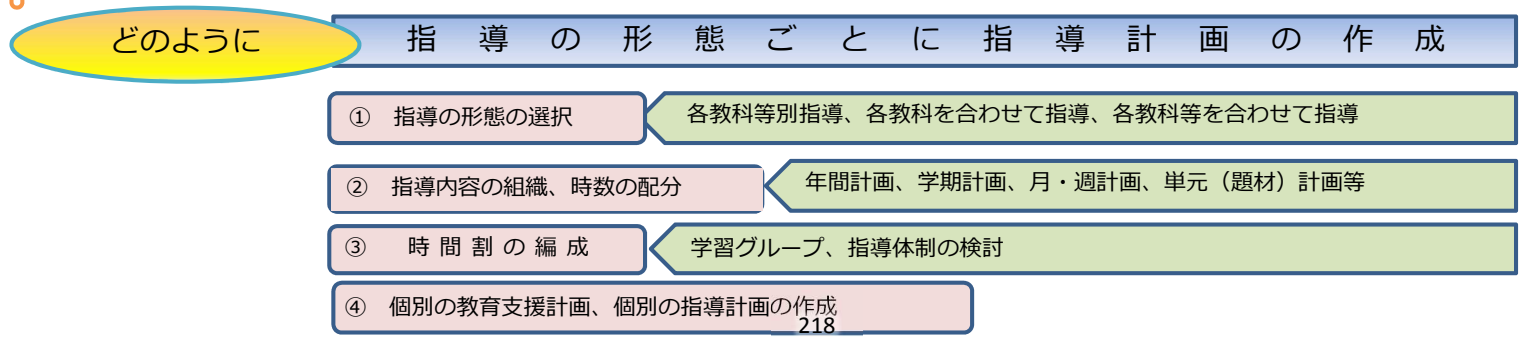 どのように
指導の形態ごとに指導計画の作成
① 指導の形態の選択
各教科等別指導、各教科を合わせて指導、各教科等を合わせて指導
② 指導内容の組織、時数の配分
年間計画、学期計画、月・週計画、単元（題材）計画等
③ 時間割の編成
学習グループ、指導体制の検討
④ 個別の教育支援計画、個別の指導計画の作成
218